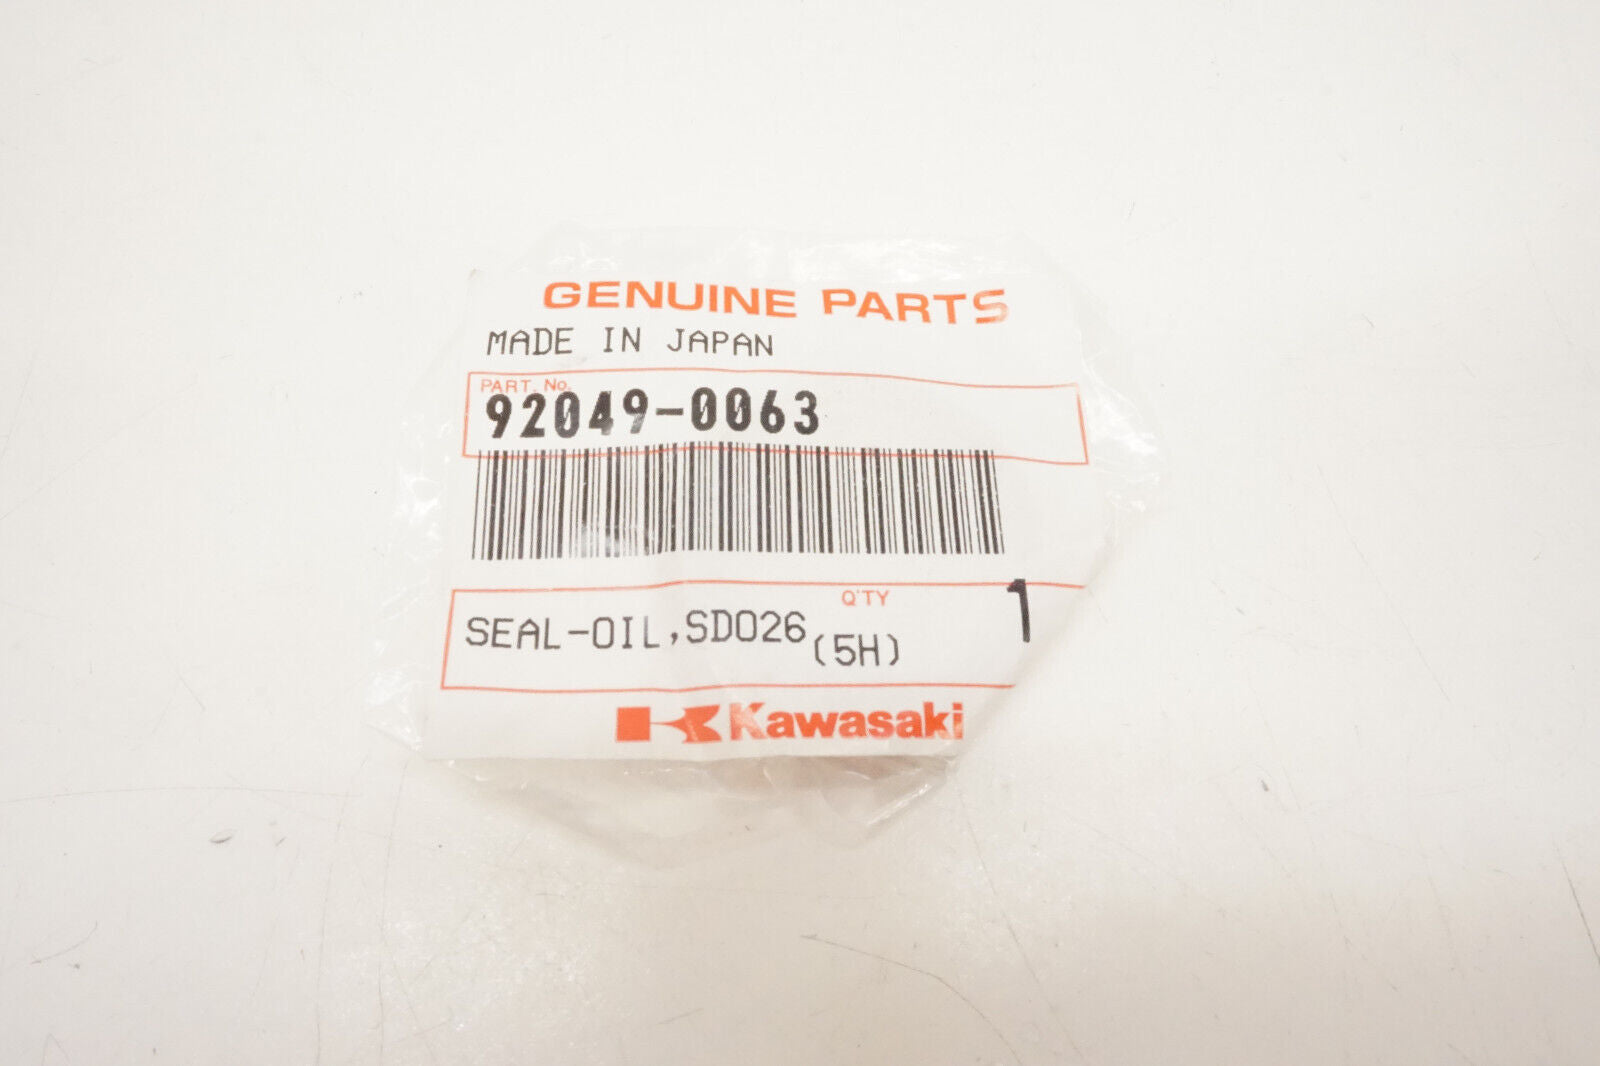 GENUINE PARTS
MADE IN JAPAN
PART. No.
92049-0063
Q'TY
SEAL-OIL,SD026 (5H) 1
Kawasaki